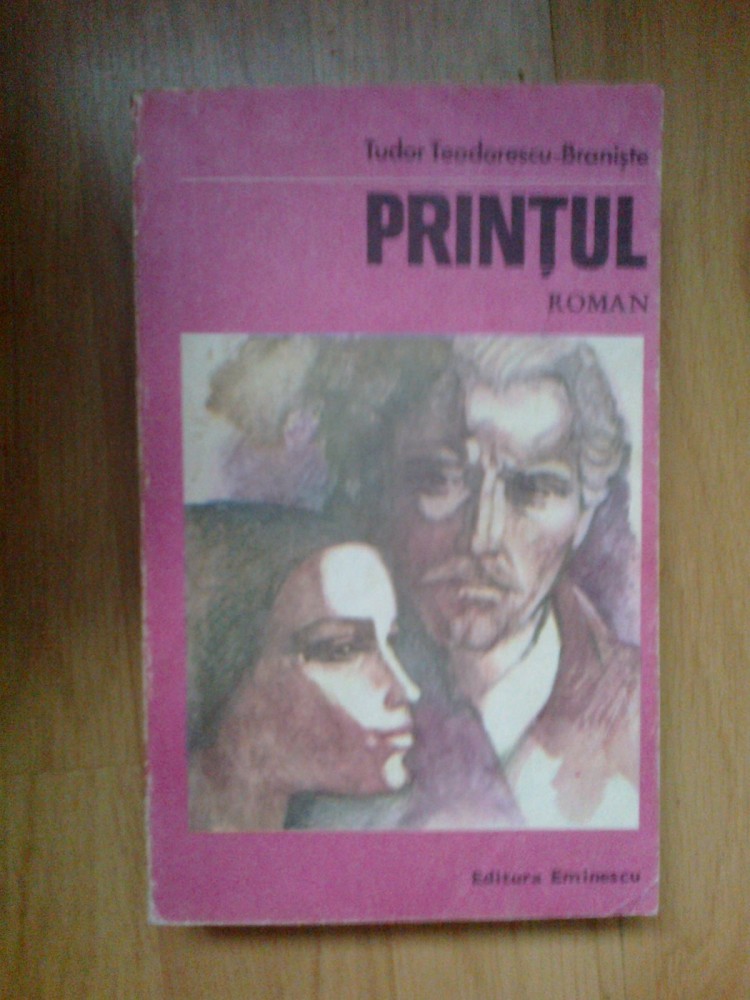 Tudor Teodorescu-Braniște
PRINȚUL
ROMAN
Editura Eminescu